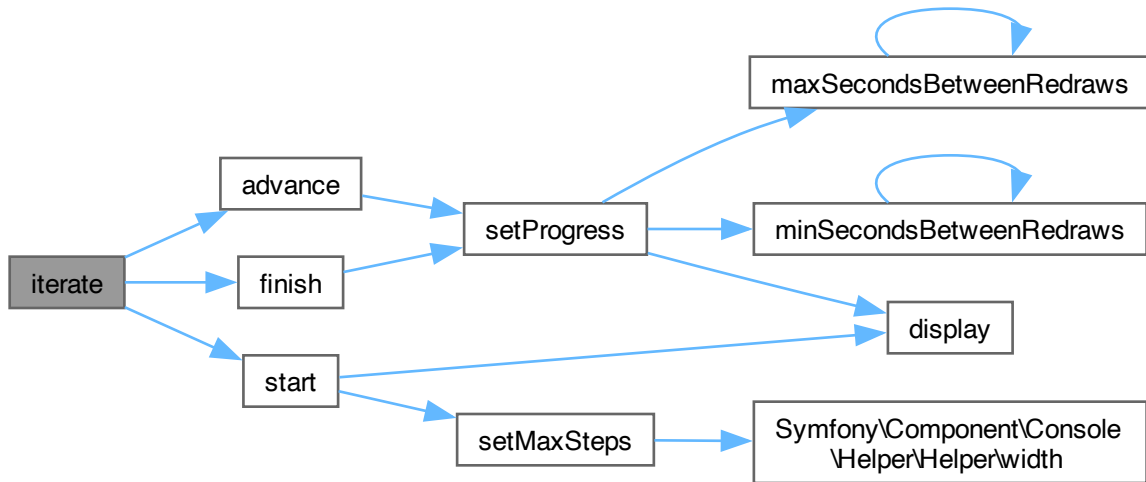 iterate
advance
finish
start
setProgress
setMaxSteps
maxSecondsBetweenRedraws
minSecondsBetweenRedraws
display
Symfony\Component\Console
\Helper\Helper\width